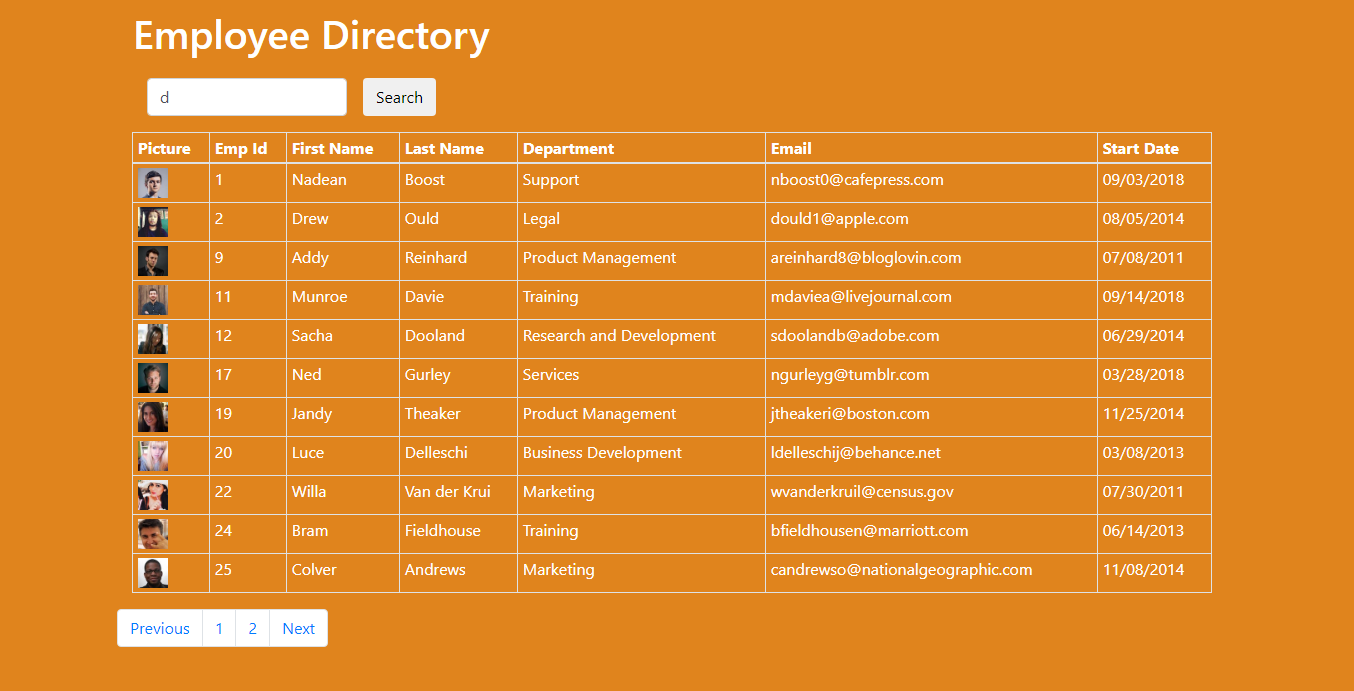 Employee Directory
d Search
Picture Emp Id First Name Last Name Department Email Start Date
1 Nadean Boost Support nboost0@cafepress.com 09/03/2018
2 Drew Ould Legal dould1@apple.com 08/05/2014
9 Addy Reinhard Product Management areinhard8@bloglovin.com 07/08/2011
11 Munroe Davie Training mdaviea@livejournal.com 09/14/2018
12 Sacha Dooland Research and Development sdoolandb@adobe.com 06/29/2014
17 Ned Gurley Services ngurleyg@tumblr.com 03/28/2018
19 Jandy Theaker Product Management jtheakeri@boston.com 11/25/2014
20 Luce Delleschi Business Development ldelleschij@behance.net 03/08/2013
22 Willa Van der Krui Marketing wvanderkruil@census.gov 07/30/2011
24 Bram Fieldhouse Training bfieldhousen@marriott.com 06/14/2013
25 Colver Andrews Marketing candrewso@nationalgeographic.com 11/08/2014
Previous 1 2 Next